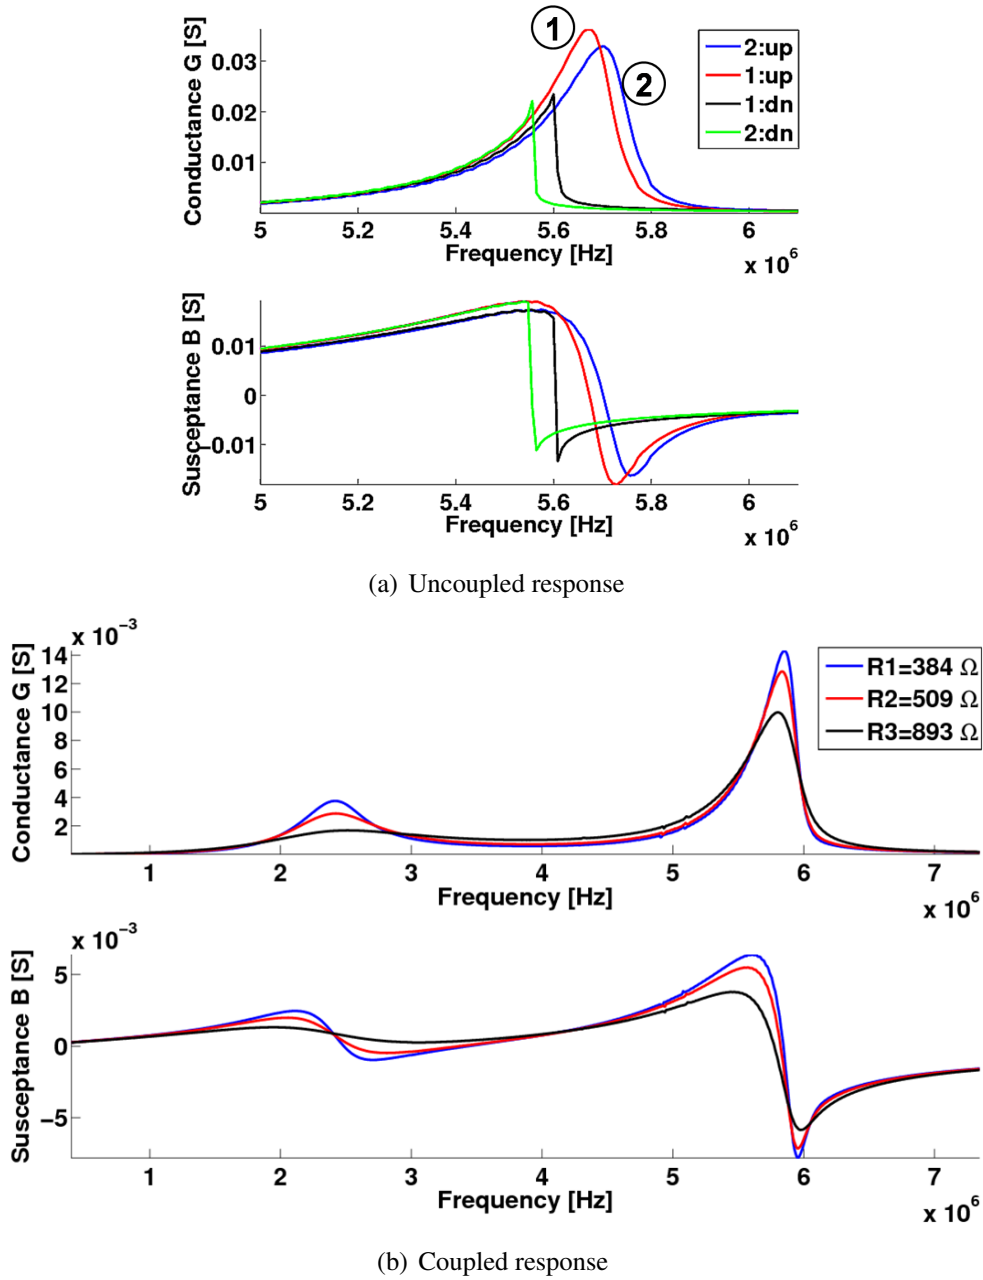 1
2
2:up
1:up
1:dn
2:dn
Conductance G [S]
0.03
0.02
0.01
5 5.2 5.4 5.6 5.8 6
Frequency [Hz]
x 10^6
Susceptance B [S]
0.01
0
-0.01
5 5.2 5.4 5.6 5.8 6
Frequency [Hz]
x 10^6
(a) Uncoupled response
x 10^-3
Conductance G [S]
14
12
10
8
6
4
2
R1=384 Ω
R2=509 Ω
R3=893 Ω
1 2 3 4 5 6 7
Frequency [Hz]
x 10^6
x 10^-3
Susceptance B [S]
5
0
-5
1 2 3 4 5 6 7
Frequency [Hz]
x 10^6
(b) Coupled response